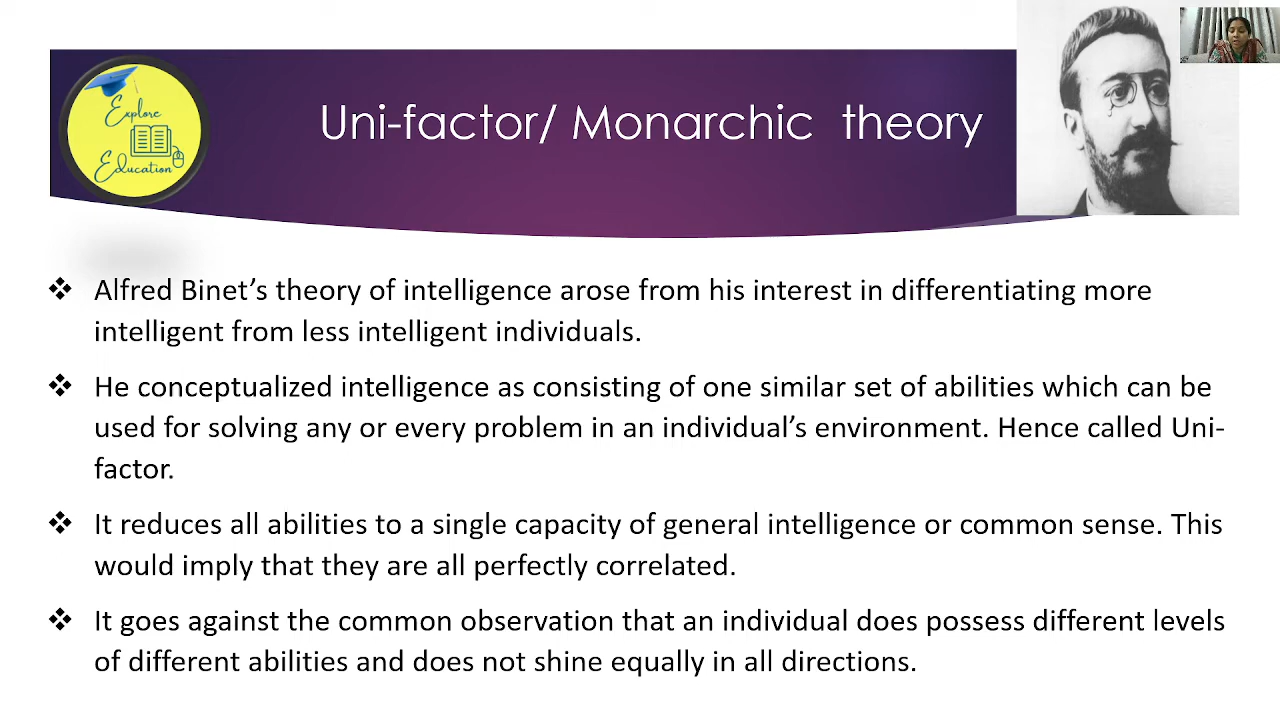 Explore
Education
Uni-factor/ Monarchic theory
❖ Alfred Binet’s theory of intelligence arose from his interest in differentiating more
intelligent from less intelligent individuals.
❖ He conceptualized intelligence as consisting of one similar set of abilities which can be
used for solving any or every problem in an individual’s environment. Hence called Uni-
factor.
❖ It reduces all abilities to a single capacity of general intelligence or common sense. This
would imply that they are all perfectly correlated.
❖ It goes against the common observation that an individual does possess different levels
of different abilities and does not shine equally in all directions.